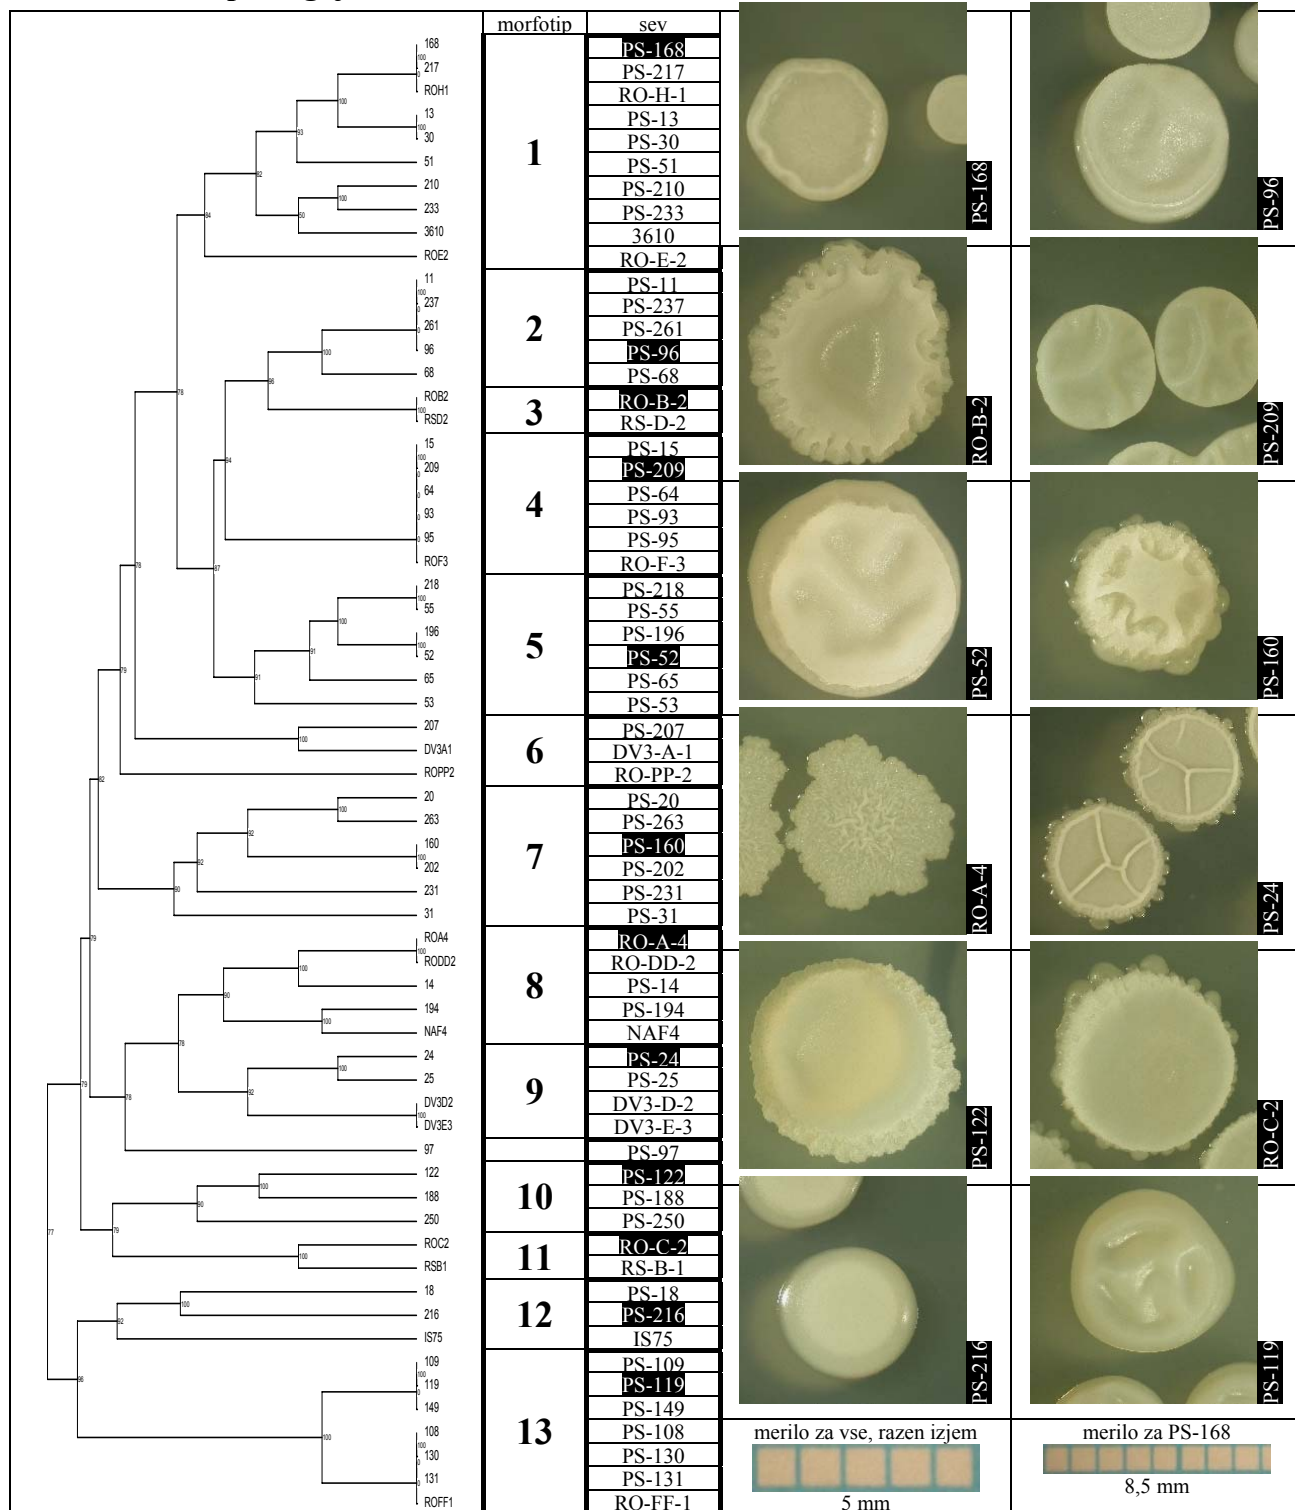 morfotip sev
168
217
ROH1
13
30
51
210
233
3610
ROE2
11
237
261
96
68
ROB2
RSD2
15
209
64
93
95
ROF3
218
55
196
52
65
53
207
DV3A1
ROPP2
20
263
160
202
231
31
ROA4
RODD2
14
194
NAF4
24
25
DV3D2
DV3E3
97
122
188
250
ROC2
RSB1
18
216
IS75
109
119
149
108
130
131
ROFF1
1
PS-168
PS-217
RO-H-1
PS-13
PS-30
PS-51
PS-210
PS-233
3610
RO-E-2
2
PS-11
PS-237
PS-261
PS-96
PS-68
3
RO-B-2
RS-D-2
4
PS-15
PS-209
PS-64
PS-93
PS-95
RO-F-3
5
PS-218
PS-55
PS-196
PS-52
PS-65
PS-53
6
PS-207
DV3-A-1
RO-PP-2
7
PS-20
PS-263
PS-160
PS-202
PS-231
PS-31
8
RO-A-4
RO-DD-2
PS-14
PS-194
NAF4
9
PS-24
PS-25
DV3-D-2
DV3-E-3
PS-97
10
PS-122
PS-188
PS-250
11
RO-C-2
RS-B-1
12
PS-18
PS-216
IS75
13
PS-109
PS-119
PS-149
PS-108
PS-130
PS-131
RO-FF-1
PS-168
PS-96
RO-B-2
PS-209
PS-52
PS-160
RO-A-4
PS-24
PS-122
RO-C-2
PS-216
PS-119
merilo za vse, razen izjem
5 mm
merilo za PS-168
8,5 mm